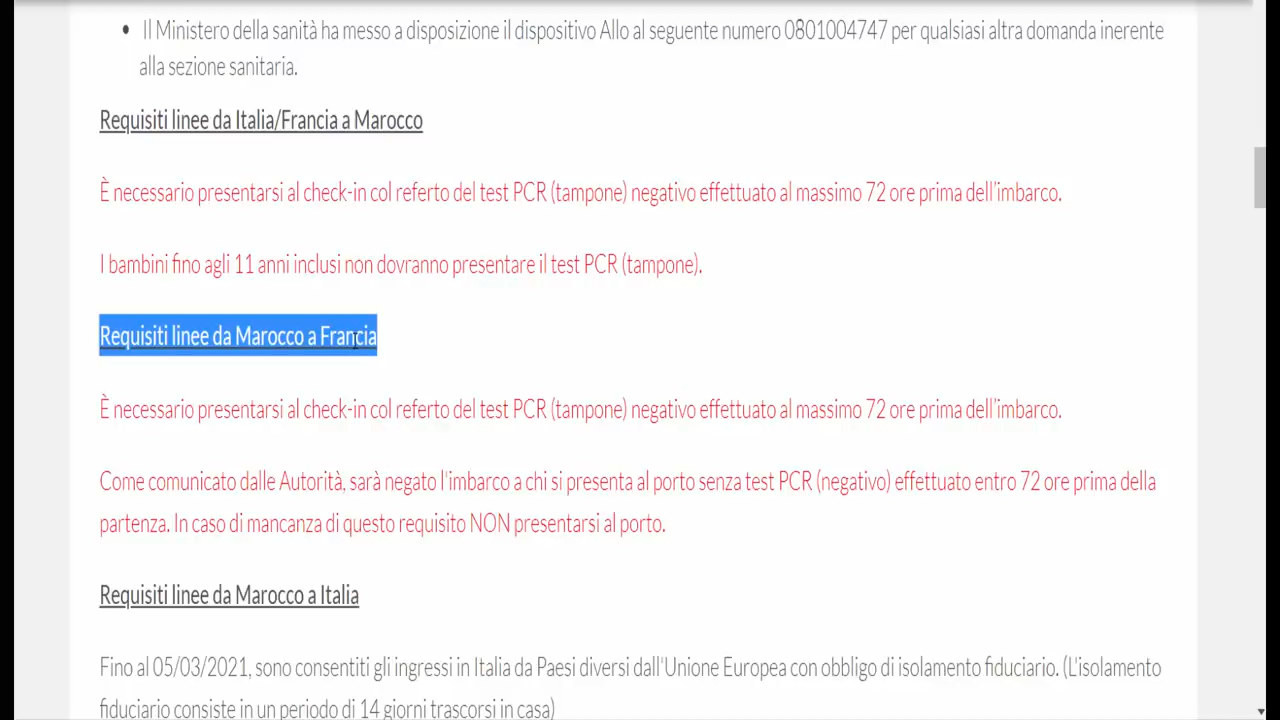 Il Ministero della sanità ha messo a disposizione il dispositivo Allo al seguente numero 0801004747 per qualsiasi altra domanda inerente
alla sezione sanitaria.
Requisiti linee da Italia/Francia a Marocco
È necessario presentarsi al check-in col referto del test PCR (tampone) negativo effettuato al massimo 72 ore prima dell'imbarco.
I bambini fino agli 11 anni inclusi non dovranno presentare il test PCR (tampone).
Requisiti linee da Marocco a Francia
È necessario presentarsi al check-in col referto del test PCR (tampone) negativo effettuato al massimo 72 ore prima dell'imbarco.
Come comunicato dalle Autorità, sarà negato l'imbarco a chi si presenta al porto senza test PCR (negativo) effettuato entro 72 ore prima della
partenza. In caso di mancanza di questo requisito NON presentarsi al porto.
Requisiti linee da Marocco a Italia
Fino al 05/03/2021, sono consentiti gli ingressi in Italia da Paesi diversi dall'Unione Europea con obbligo di isolamento fiduciario. (L'isolamento
fiduciario consiste in un periodo di 14 giorni trascorsi in casa)